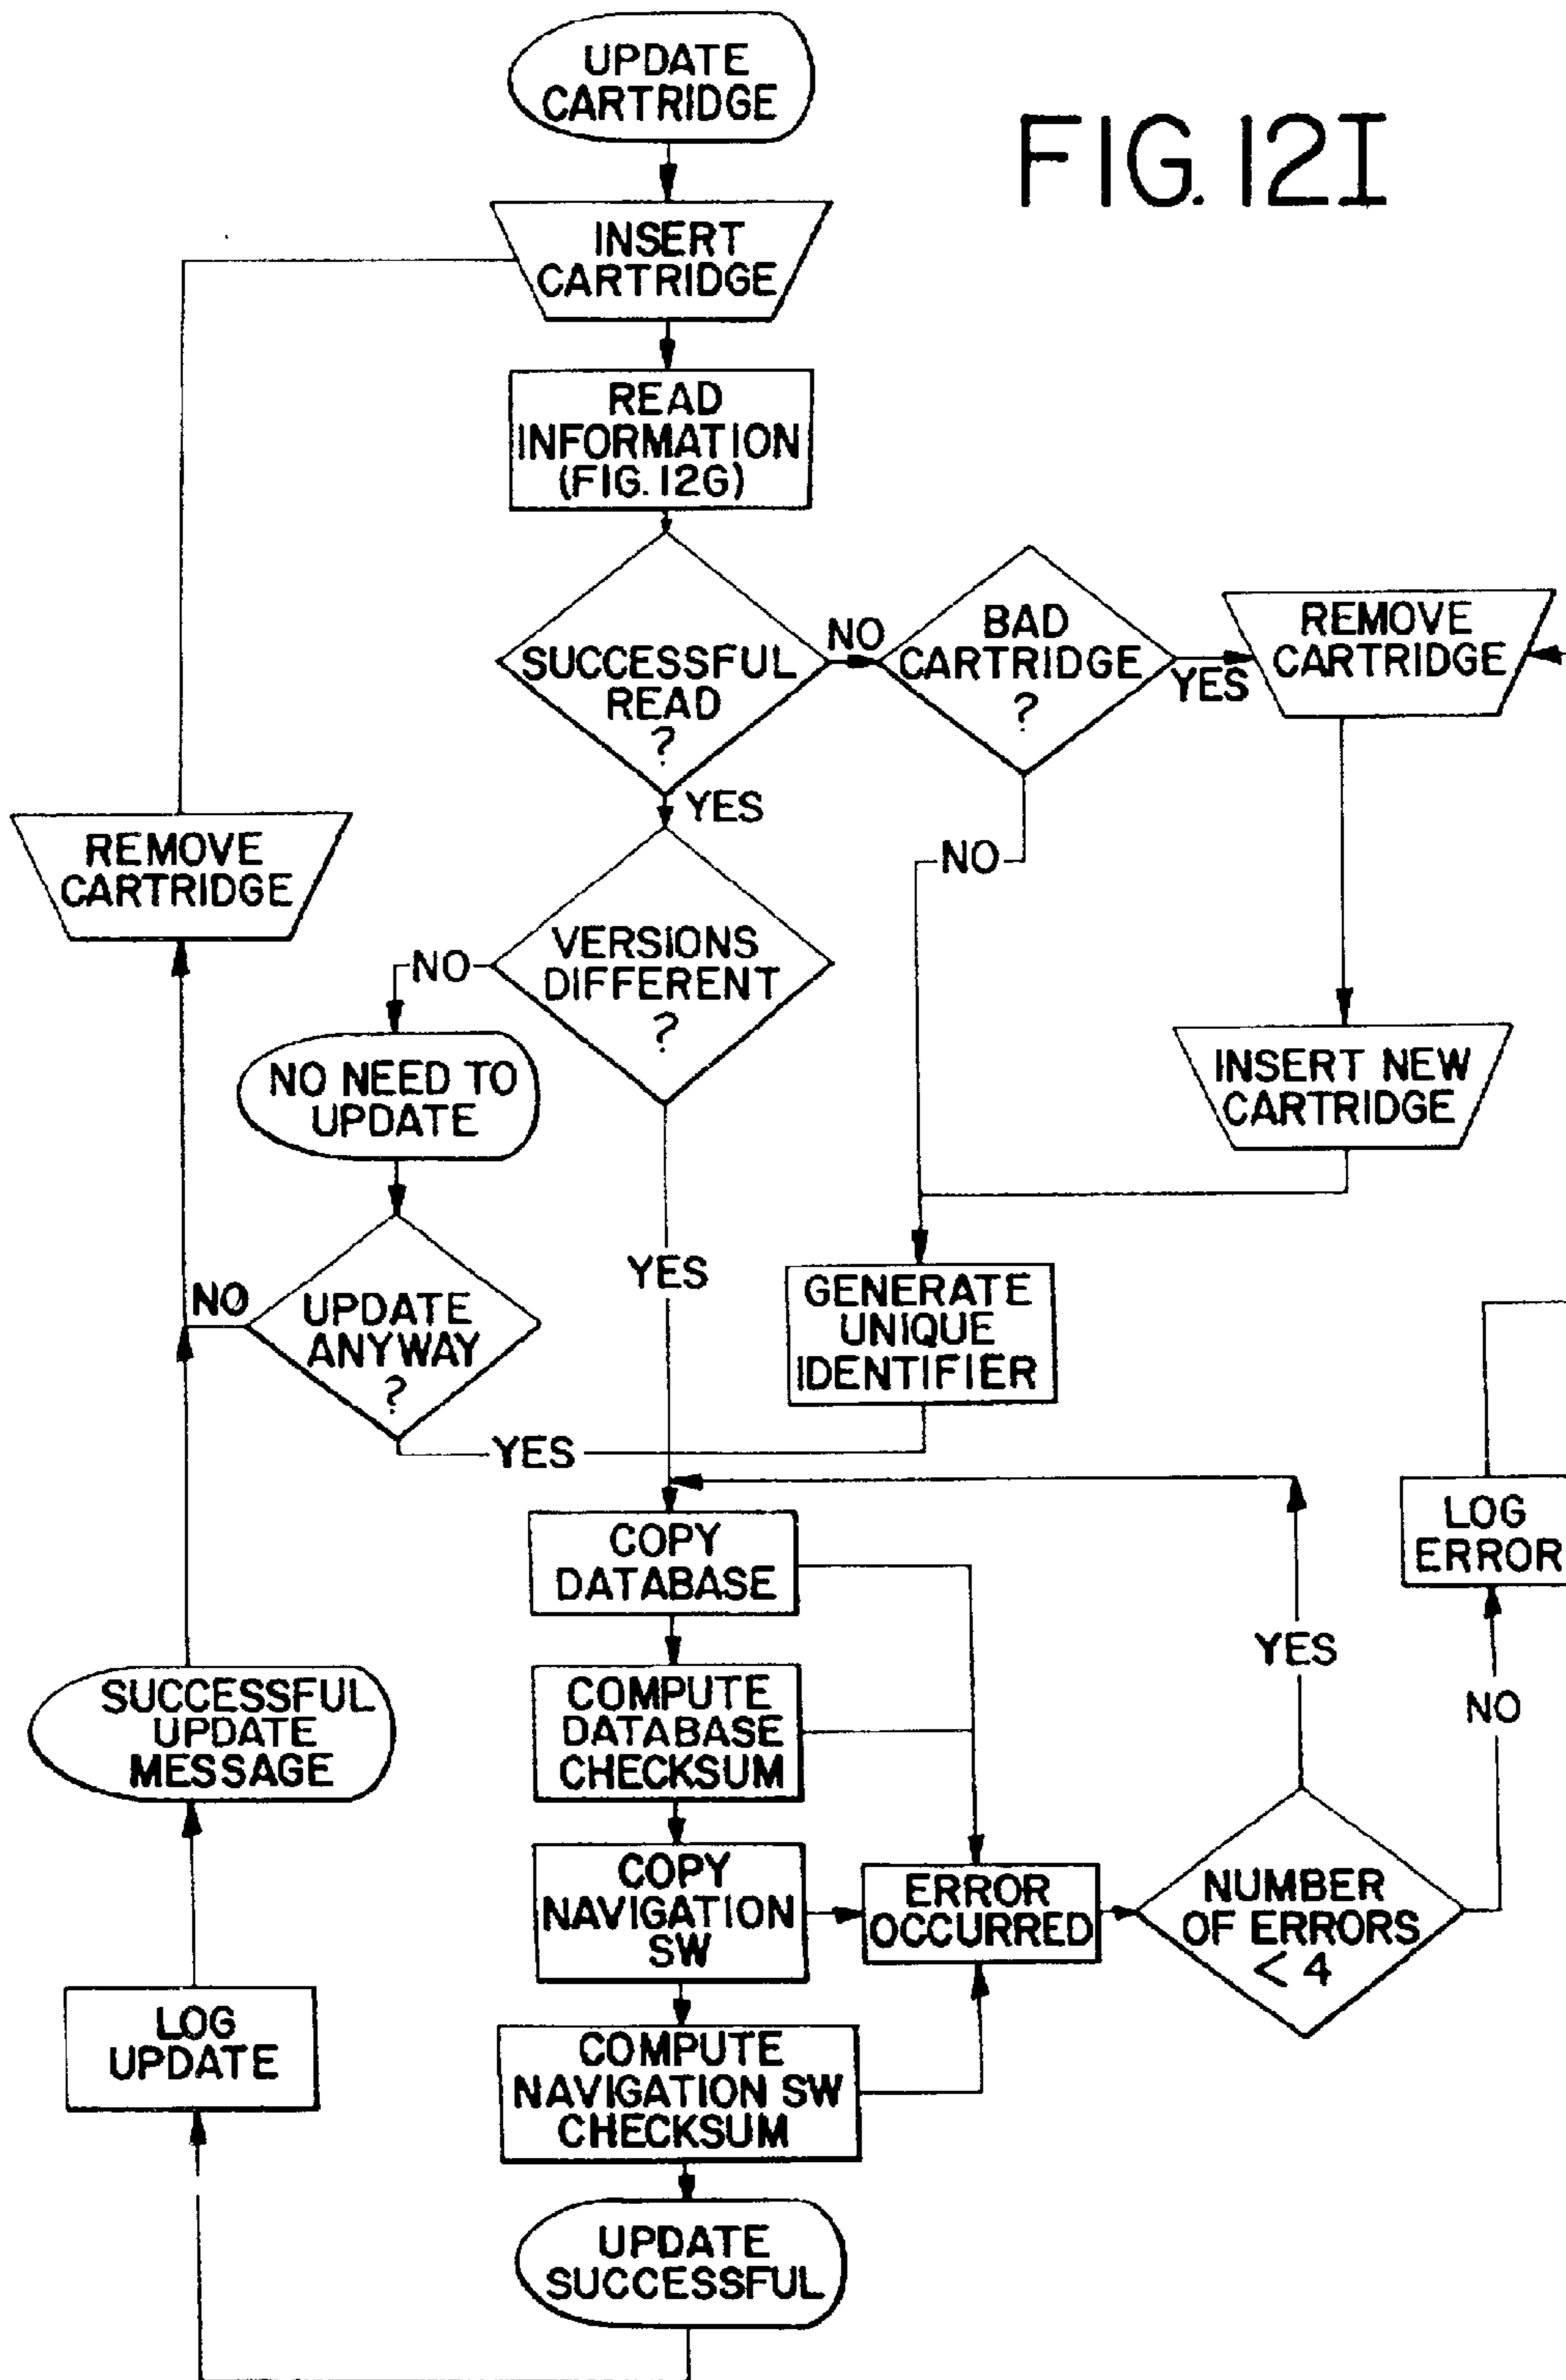 UPDATE
CARTRIDGE
FIG. 12I
INSERT
CARTRIDGE
READ
INFORMATION
(FIG. 12G)
SUCCESSFUL
READ
?
NO
BAD
CARTRIDGE
?
YES
REMOVE
CARTRIDGE
YES
NO
REMOVE
CARTRIDGE
VERSIONS
DIFFERENT
?
NO
NO NEED TO
UPDATE
INSERT NEW
CARTRIDGE
YES
UPDATE
ANYWAY
?
NO
YES
GENERATE
UNIQUE
IDENTIFIER
COPY
DATABASE
LOG
ERROR
YES
NO
COMPUTE
DATABASE
CHECKSUM
SUCCESSFUL
UPDATE
MESSAGE
COPY
NAVIGATION
SW
ERROR
OCCURRED
NUMBER
OF ERRORS
< 4
LOG
UPDATE
COMPUTE
NAVIGATION SW
CHECKSUM
UPDATE
SUCCESSFUL